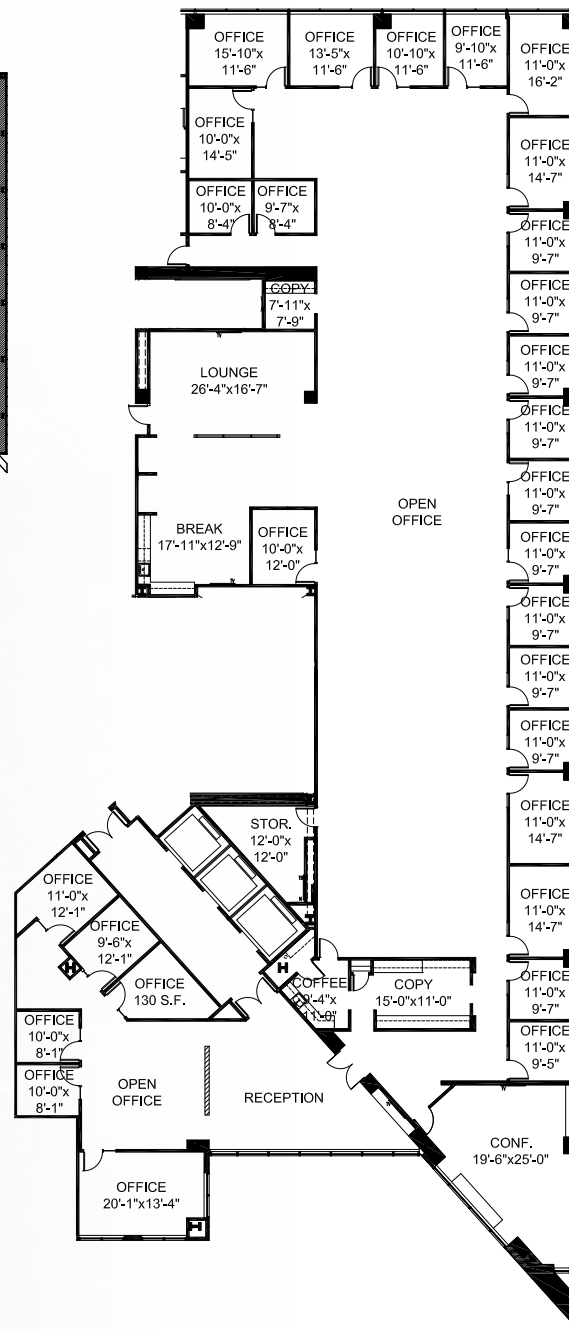 OFFICE
15'-10"x
11'-6"
OFFICE
13'-5"x
11'-6"
OFFICE
10'-10"x
11'-6"
OFFICE
9'-10"x
11'-6"
OFFICE
11'-0"x
16'-2"
OFFICE
10'-0"x
14'-5"
OFFICE
11'-0"x
14'-7"
OFFICE
10'-0"x
8'-4"
OFFICE
9'-7"x
8'-4"
OFFICE
11'-0"x
9'-7"
COPY
7'-11"x
7'-9"
OFFICE
11'-0"x
9'-7"
LOUNGE
26'-4"x16'-7"
OFFICE
11'-0"x
9'-7"
OFFICE
11'-0"x
9'-7"
OPEN
OFFICE
OFFICE
11'-0"x
9'-7"
BREAK
17'-11"x12'-9"
OFFICE
10'-0"x
12'-0"
OFFICE
11'-0"x
9'-7"
OFFICE
11'-0"x
9'-7"
OFFICE
11'-0"x
9'-7"
OFFICE
11'-0"x
9'-7"
STOR.
12'-0"x
12'-0"
OFFICE
11'-0"x
14'-7"
OFFICE
11'-0"x
12'-1"
OFFICE
9'-6"x
12'-1"
OFFICE
130 S.F.
OFFICE
11'-0"x
14'-7"
COFFEE
9'-4"x
11'-0"
COPY
15'-0"x11'-0"
OFFICE
11'-0"x
9'-7"
OFFICE
10'-0"x
8'-1"
OFFICE
11'-0"x
9'-5"
OFFICE
10'-0"x
8'-1"
OPEN
OFFICE
RECEPTION
CONF.
19'-6"x25'-0"
OFFICE
20'-1"x13'-4"